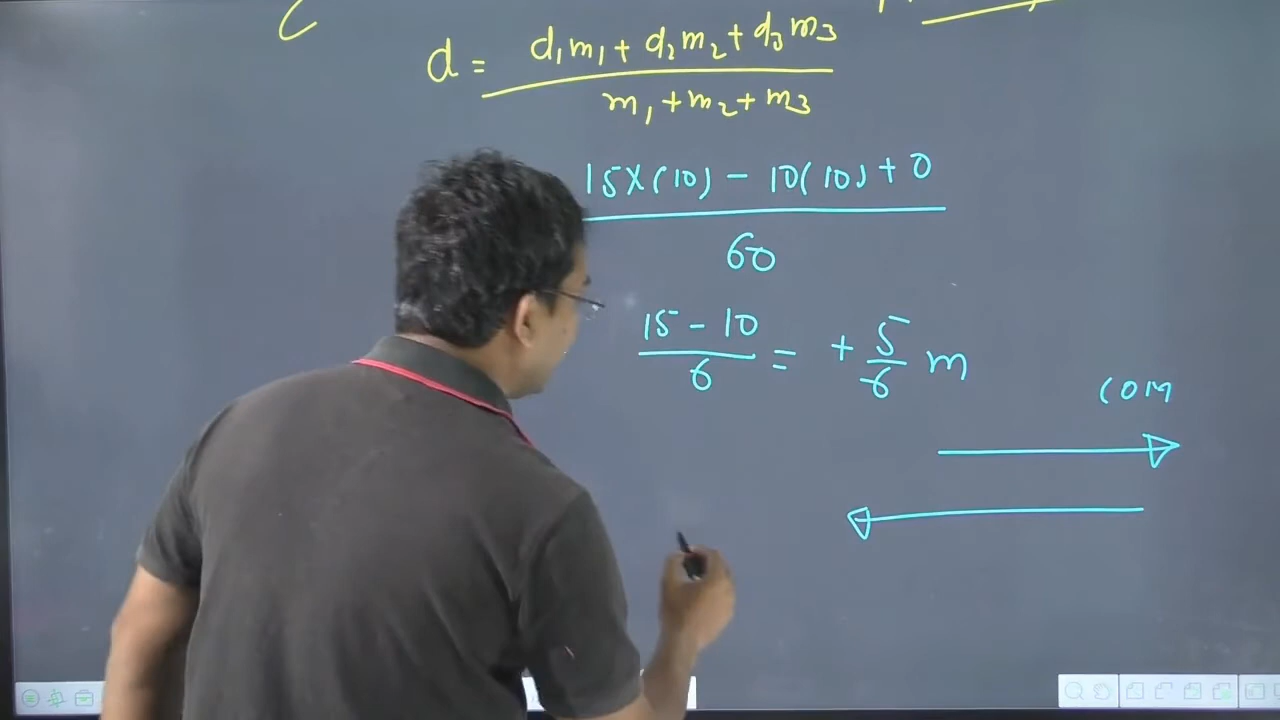 d = d₁m₁ + d₂m₂ + d₃m₃
m₁ + m₂ + m₃
15×(10) - 10(10) + 0
60
15 - 10
6
= + 5/6 m
COM